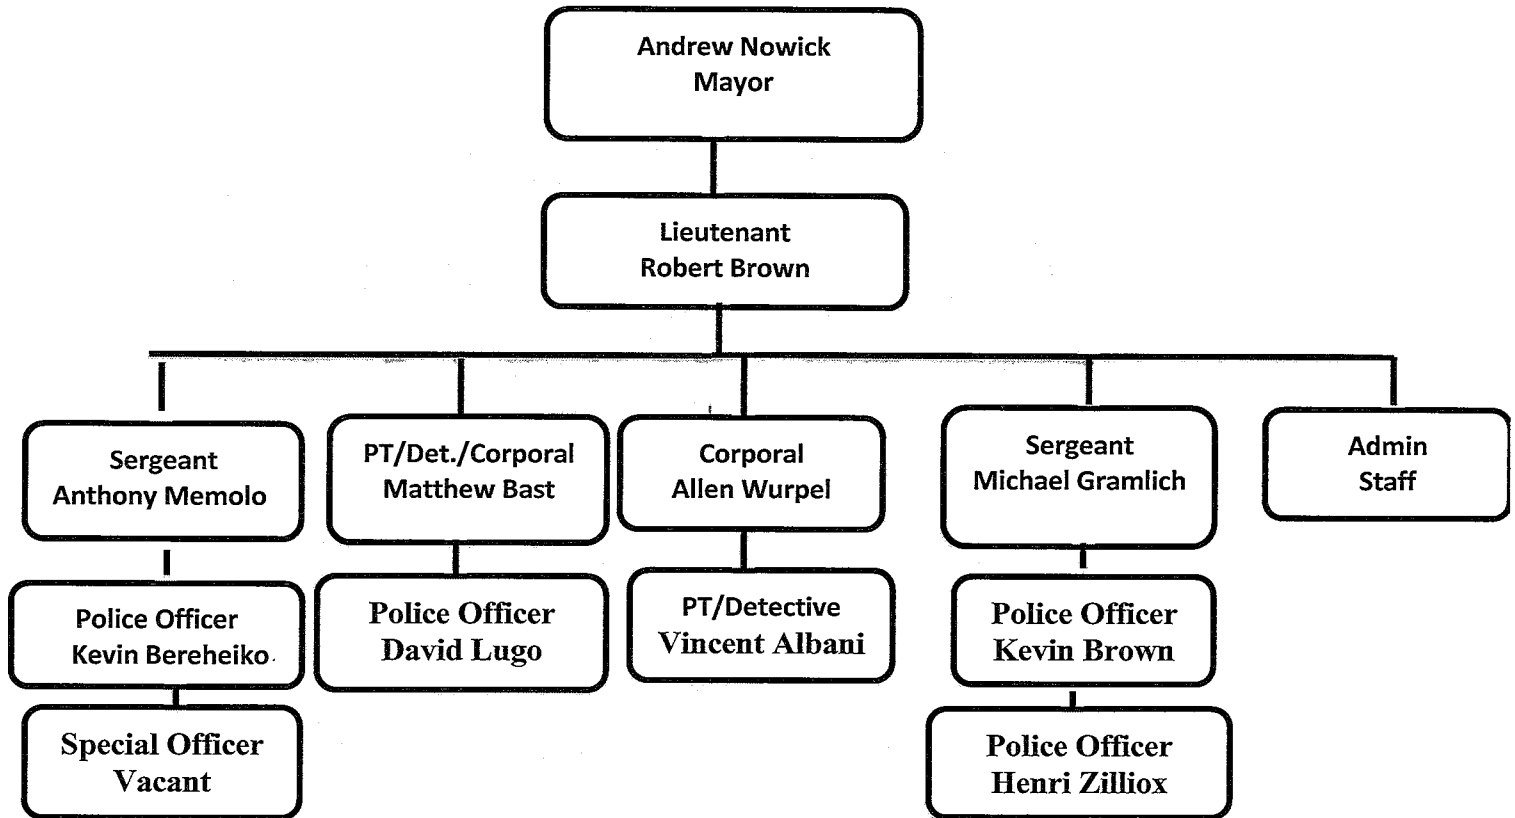 Andrew Nowick
Mayor
Lieutenant
Robert Brown
Sergeant
Anthony Memolo
PT/Det./Corporal
Matthew Bast
Corporal
Allen Wurpel
Sergeant
Michael Gramlich
Admin
Staff
Police Officer
Kevin Bereheiko
Police Officer
David Lugo
PT/Detective
Vincent Albani
Police Officer
Kevin Brown
Special Officer
Vacant
Police Officer
Henri Zilliox